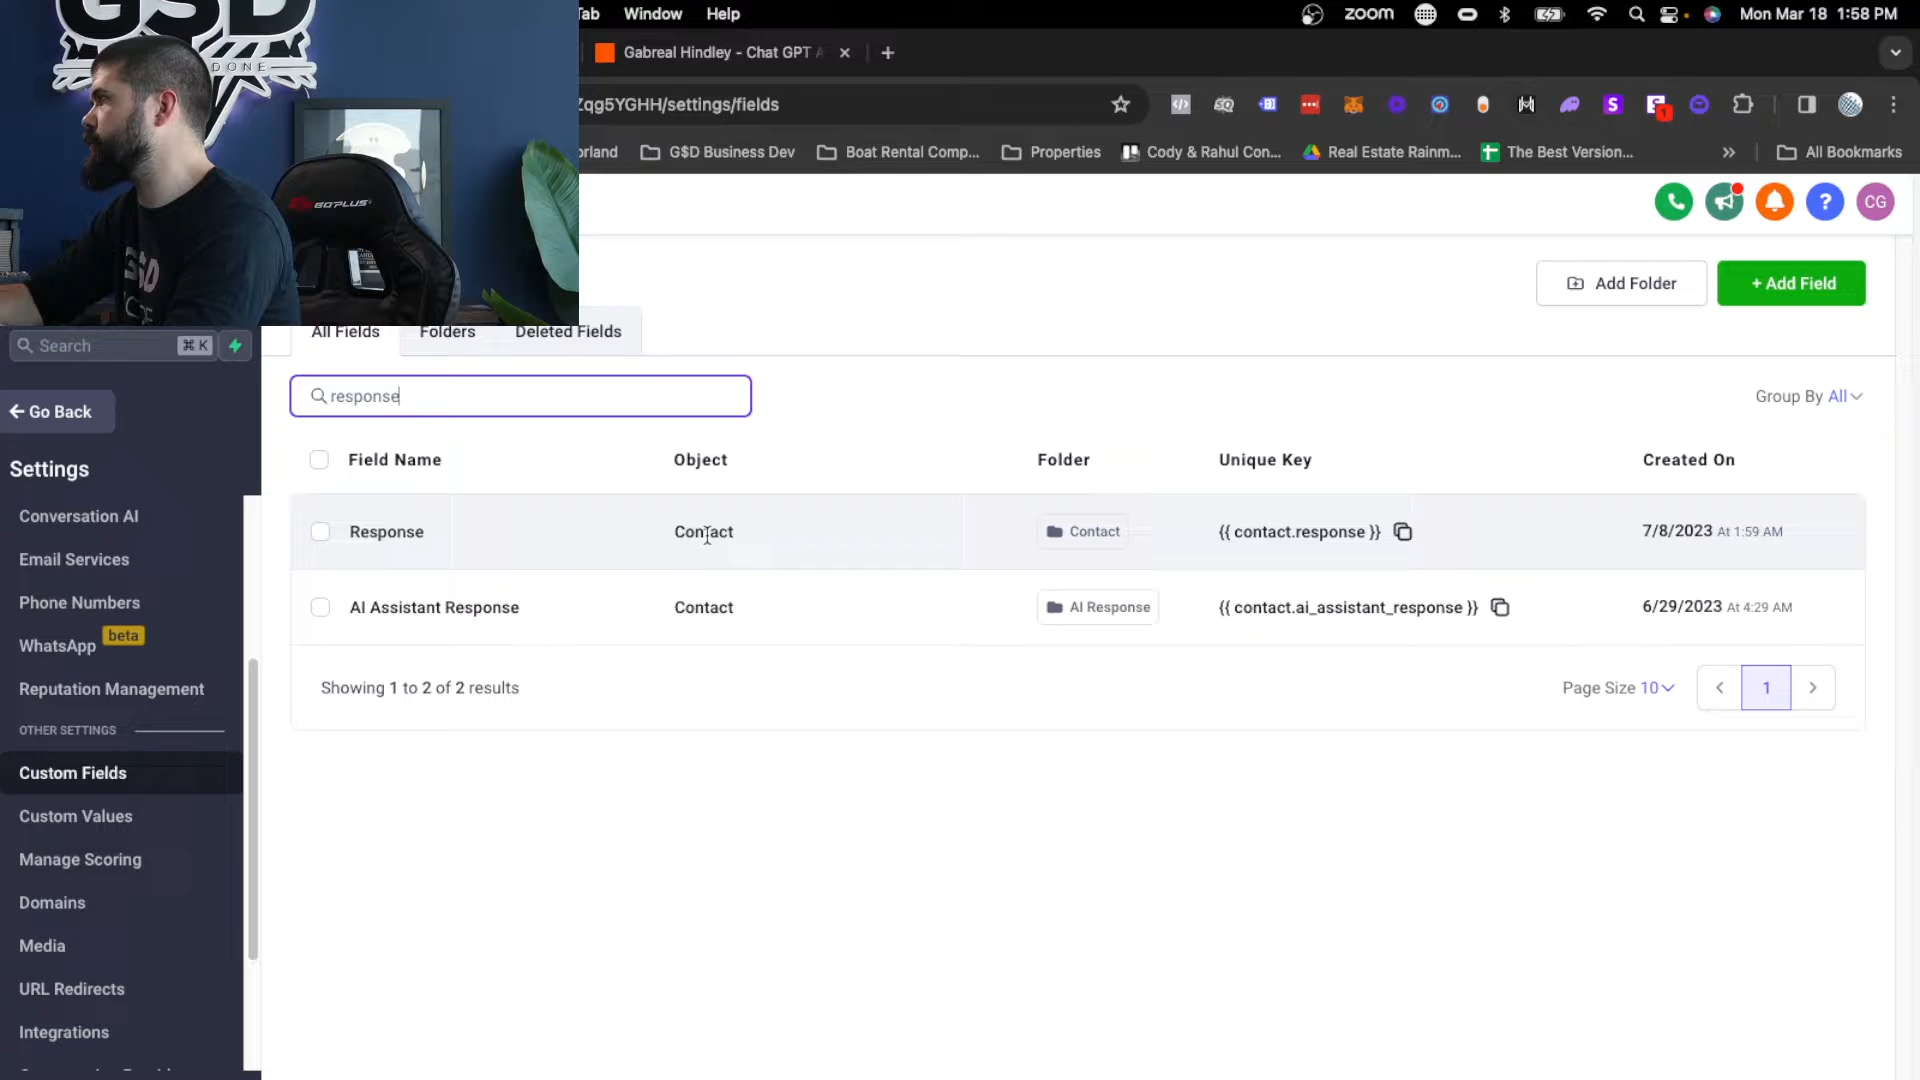 GSD
DONE
GOPLUS
GSD
Tab Window Help
zoom
Mon Mar 18 1:58 PM
Gabreal Hindley - Chat GPT A
Zqg5YGHH/settings/fields
S
1
orland
G$D Business Dev
Boat Rental Comp...
Properties
Cody & Rahul Con...
Real Estate Rainm...
The Best Version...
All Bookmarks
?
CG
Add Folder
+ Add Field
All Fields
Folders
Deleted Fields
Search
⌘ K
response
Group By All
Go Back
Field Name
Object
Folder
Unique Key
Created On
Settings
Conversation AI
Response
Contact
Contact
{{ contact.response }}
7/8/2023 At 1:59 AM
Email Services
Phone Numbers
AI Assistant Response
Contact
AI Response
{{ contact.ai_assistant_response }}
6/29/2023 At 4:29 AM
WhatsApp beta
Reputation Management
Showing 1 to 2 of 2 results
Page Size 10
1
OTHER SETTINGS
Custom Fields
Custom Values
Manage Scoring
Domains
Media
URL Redirects
Integrations